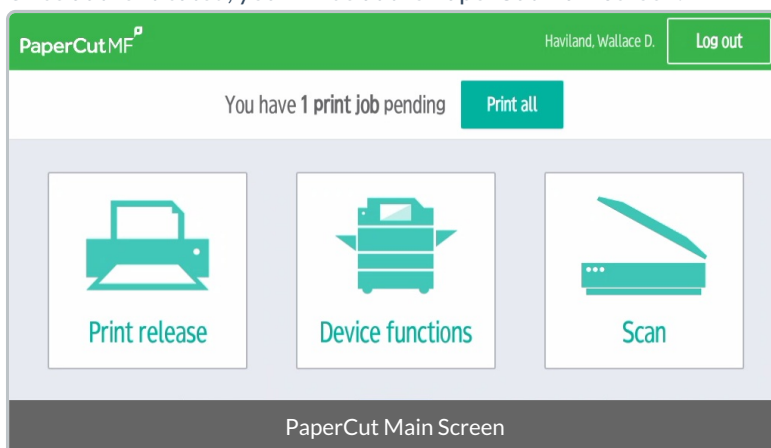 PaperCut MF
Haviland, Wallace D.
Log out
You have 1 print job pending
Print all
Print release
Device functions
Scan
PaperCut Main Screen